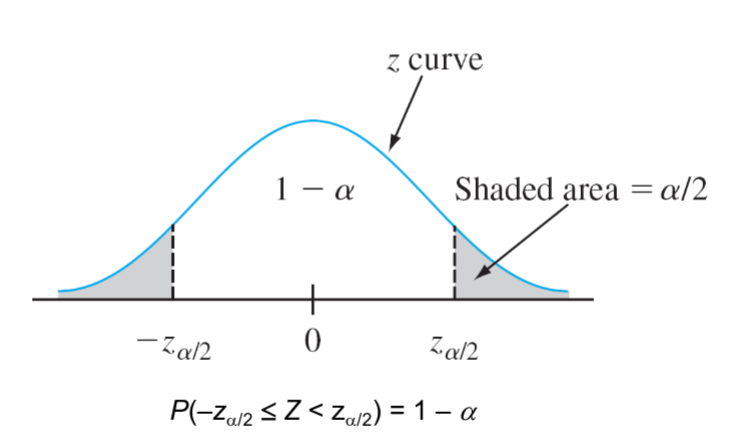 z curve
1 − α
Shaded area = α/2
−zα/2
0
zα/2
P(–zα/2 ≤ Z < zα/2) = 1 – α